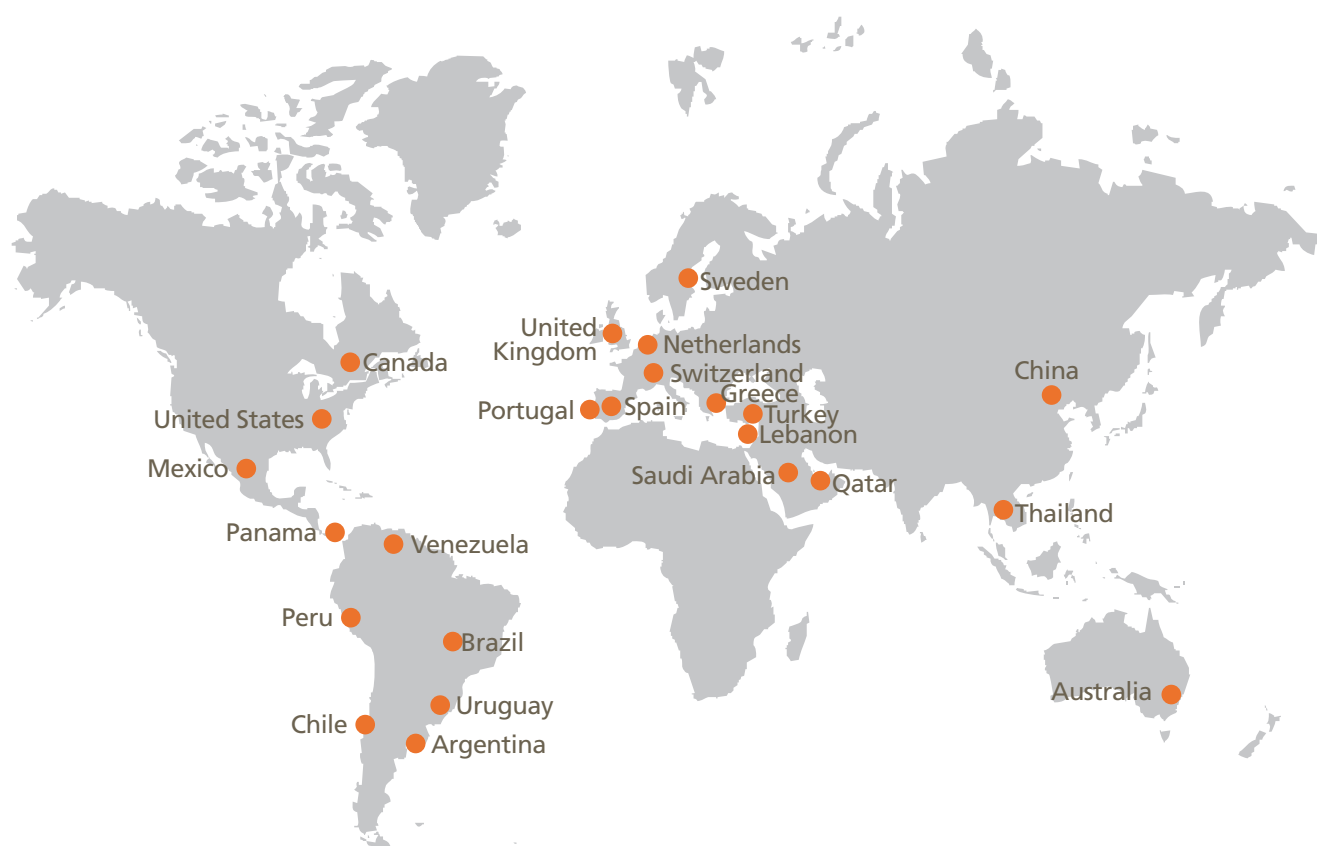 Sweden
United
Kingdom
Netherlands
Canada
Switzerland
China
Greece
Portugal
Spain
Turkey
United States
Lebanon
Mexico
Saudi Arabia
Qatar
Thailand
Panama
Venezuela
Peru
Brazil
Australia
Uruguay
Chile
Argentina